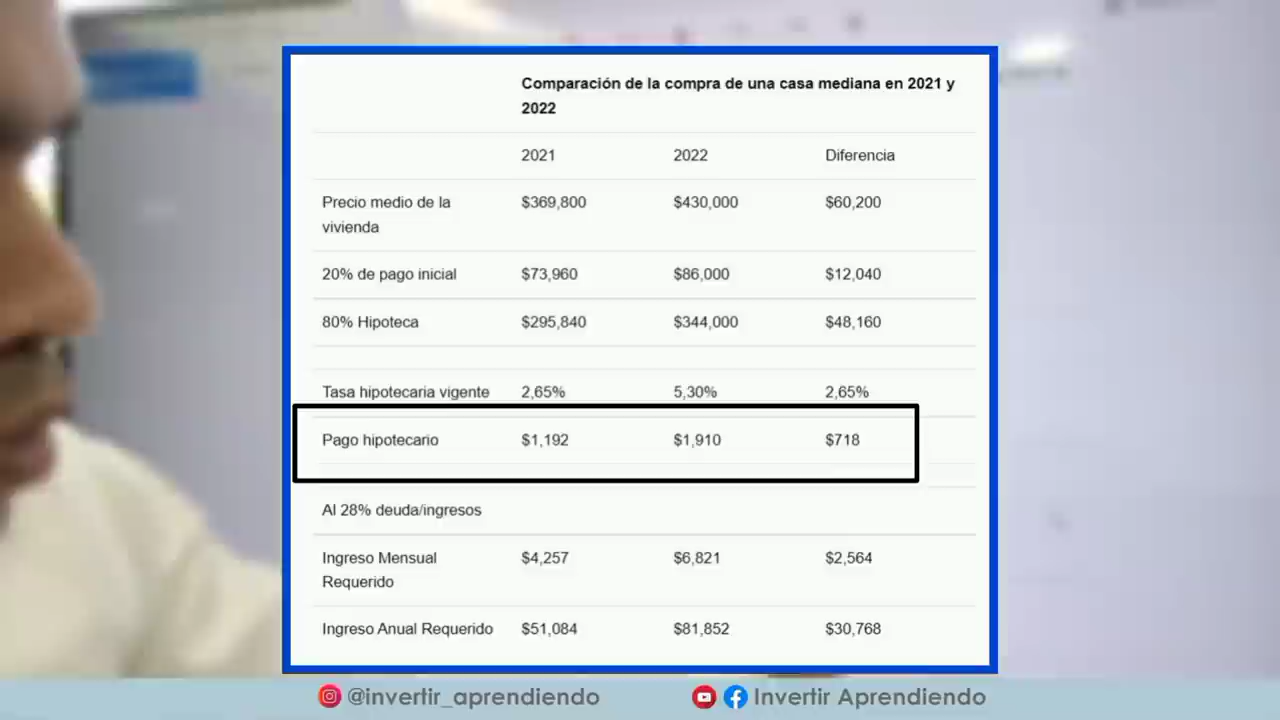 Comparación de la compra de una casa mediana en 2021 y
2022
2021 2022 Diferencia
Precio medio de la
vivienda $369,800 $430,000 $60,200
20% de pago inicial $73,960 $86,000 $12,040
80% Hipoteca $295,840 $344,000 $48,160
Tasa hipotecaria vigente 2,65% 5,30% 2,65%
Pago hipotecario $1,192 $1,910 $718
Al 28% deuda/ingresos
Ingreso Mensual
Requerido $4,257 $6,821 $2,564
Ingreso Anual Requerido $51,084 $81,852 $30,768
@invertir_aprendiendo Invertir Aprendiendo